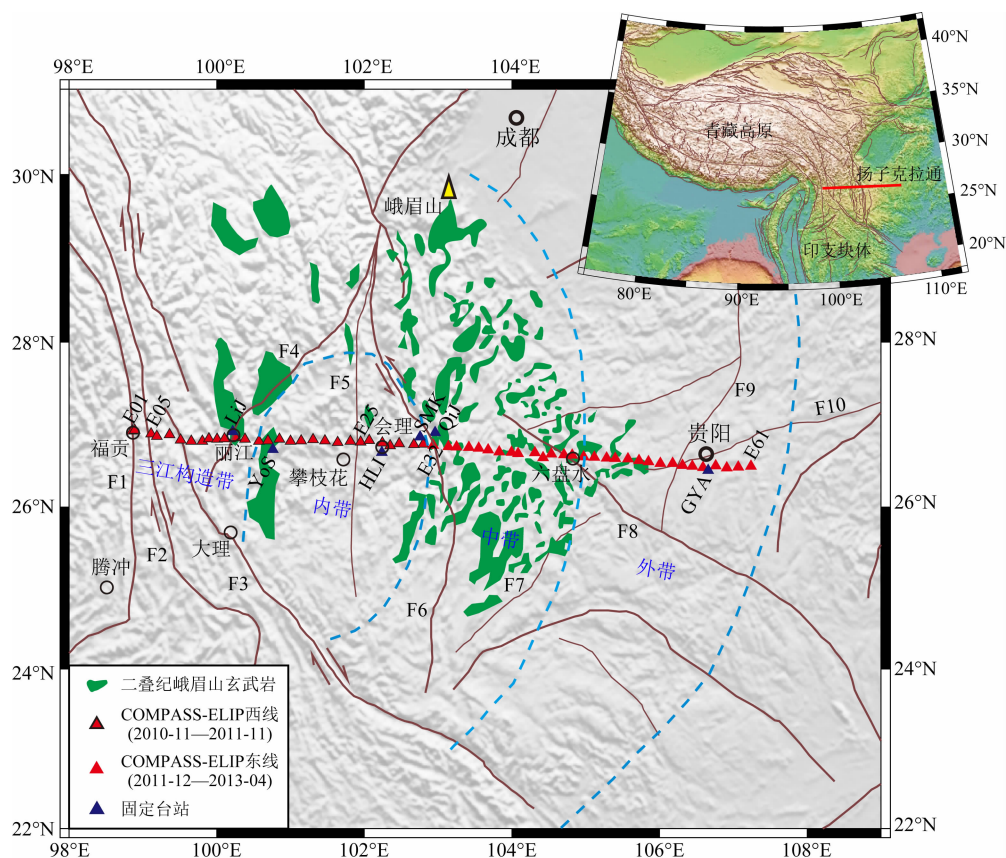 98°E
100°E
102°E
104°E
40°N
35°N
30°N
25°N
20°N
青藏高原
扬子克拉通
印支块体
80°E
90°E
100°E
110°E
成都
30°N
峨眉山
28°N
28°N
F4
F5
F9
F10
E01
E05
LiJ
E25
会理
SMK
QiJ
贵阳
E61
福贡
丽江
三江构造带
YoS
攀枝花
HLI
六盘水
GYA
F1
内带
26°N
26°N
中带
F8
大理
F2
外带
腾冲
F3
F7
F6
24°N
24°N
二叠纪峨眉山玄武岩
COMPASS-ELIP西线
(2010-11—2011-11)
COMPASS-ELIP东线
(2011-12—2013-04)
固定台站
22°N
22°N
98°E
100°E
102°E
104°E
106°E
108°E